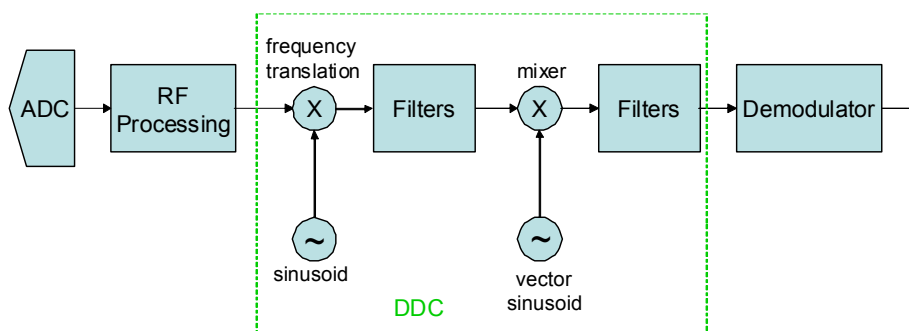 frequency
translation
mixer
ADC
RF
Processing
X
Filters
X
Filters
Demodulator
~
~
sinusoid
vector
sinusoid
DDC